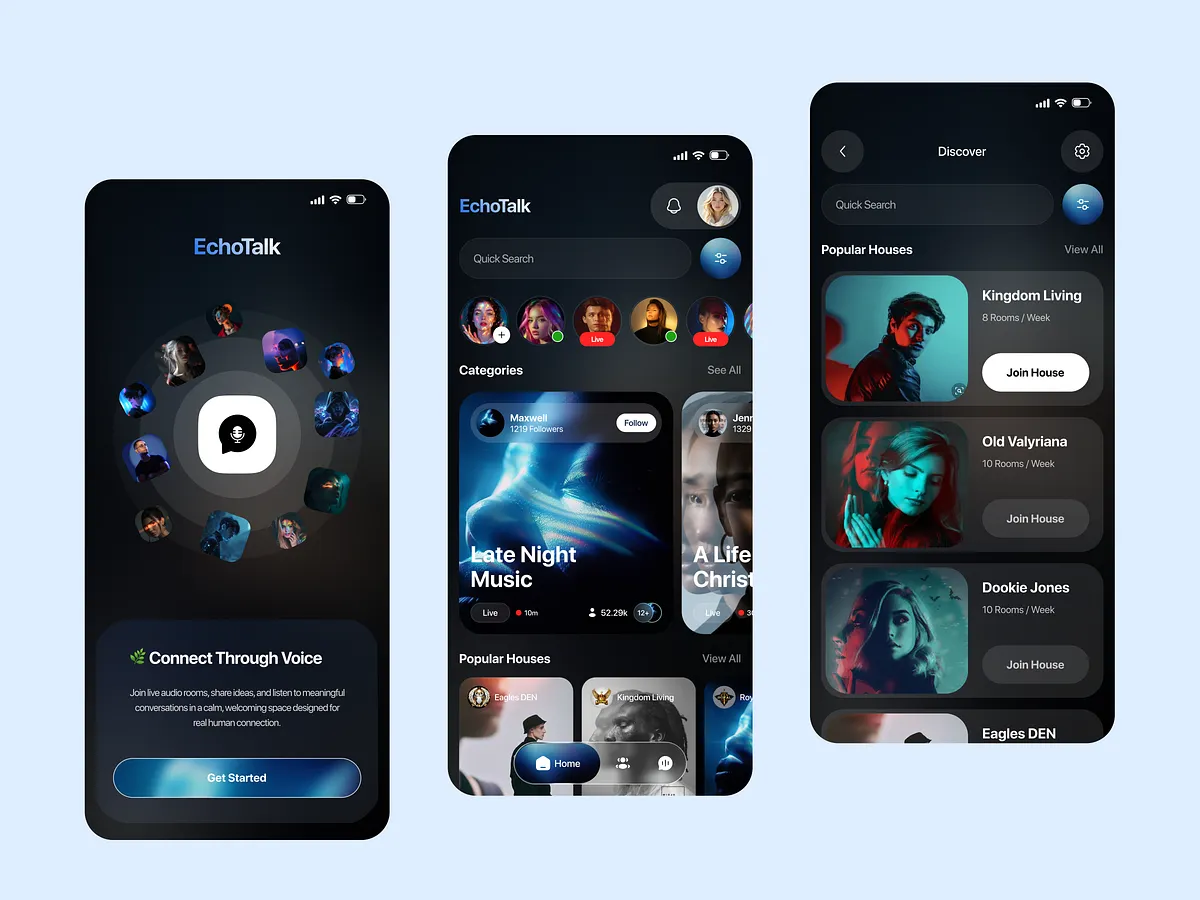 EchoTalk
Connect Through Voice
Join live audio rooms, share ideas, and listen to meaningful
conversations in a calm, welcoming space designed for
real human connection.
Get Started
EchoTalk
Quick Search
Live
Live
Categories
See All
Maxwell
1219 Followers
Follow
Jenn
1329
Late Night
Music
A Life
Christ
Live
10m
52.29k
12+
Live
Popular Houses
View All
Eagles DEN
Kingdom Living
Roy
Home
Discover
Quick Search
Popular Houses
View All
Kingdom Living
8 Rooms / Week
Join House
Old Valyriana
10 Rooms / Week
Join House
Dookie Jones
10 Rooms / Week
Join House
Eagles DEN